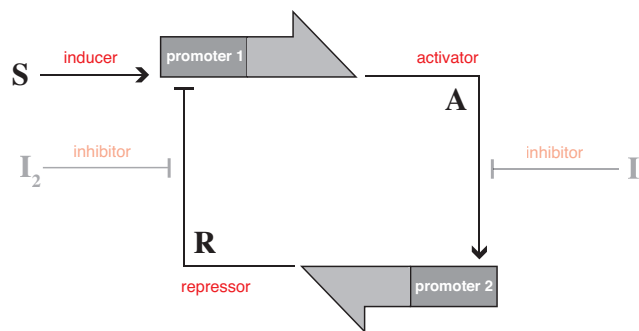 inducer
S
promoter 1
activator
A
inhibitor
I2
inhibitor
I
R
repressor
promoter 2